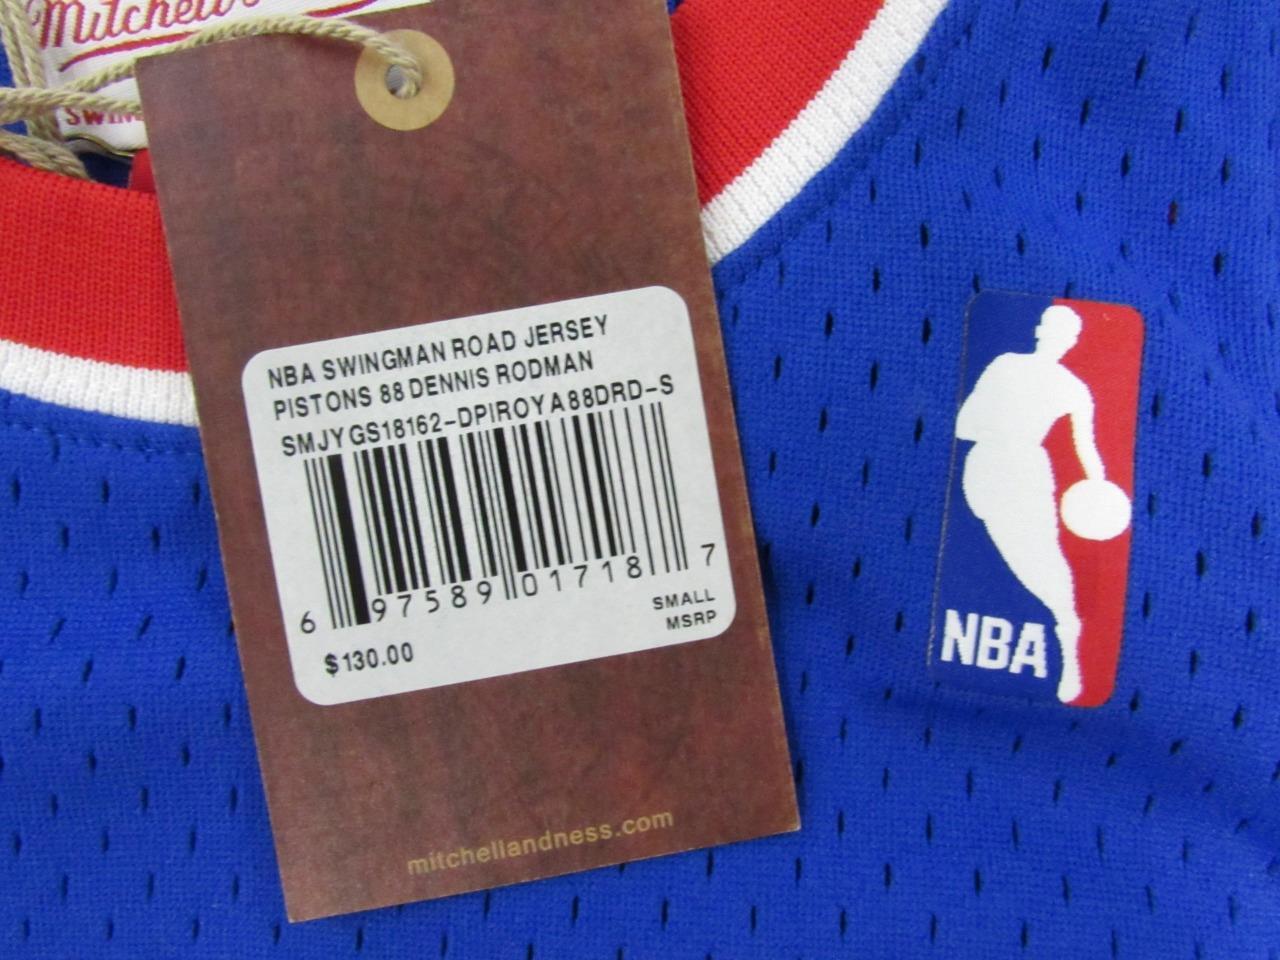 Mitchell
NBA SWINGMAN ROAD JERSEY
PISTONS 88 DENNIS RODMAN
SMJYGS18162-DPIROYA88DRD-S
6 97589 01718 7
SMALL
$130.00 MSRP
mitchellandness.com
NBA